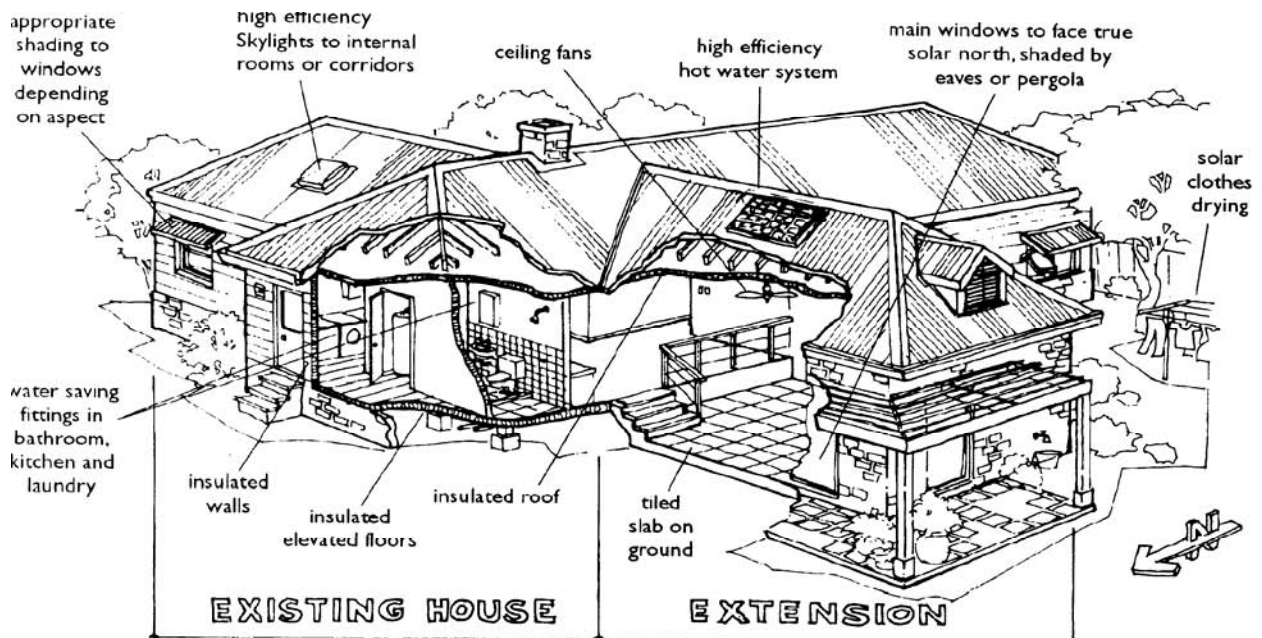 appropriate
shading to
windows
depending
on aspect
high efficiency
Skylights to internal
rooms or corridors
ceiling fans
high efficiency
hot water system
main windows to face true
solar north, shaded by
eaves or pergola
solar
clothes
drying
water saving
fittings in
bathroom,
kitchen and
laundry
insulated
walls
insulated
elevated floors
insulated roof
tiled
slab on
ground
N
EXISTING HOUSE
EXTENSION